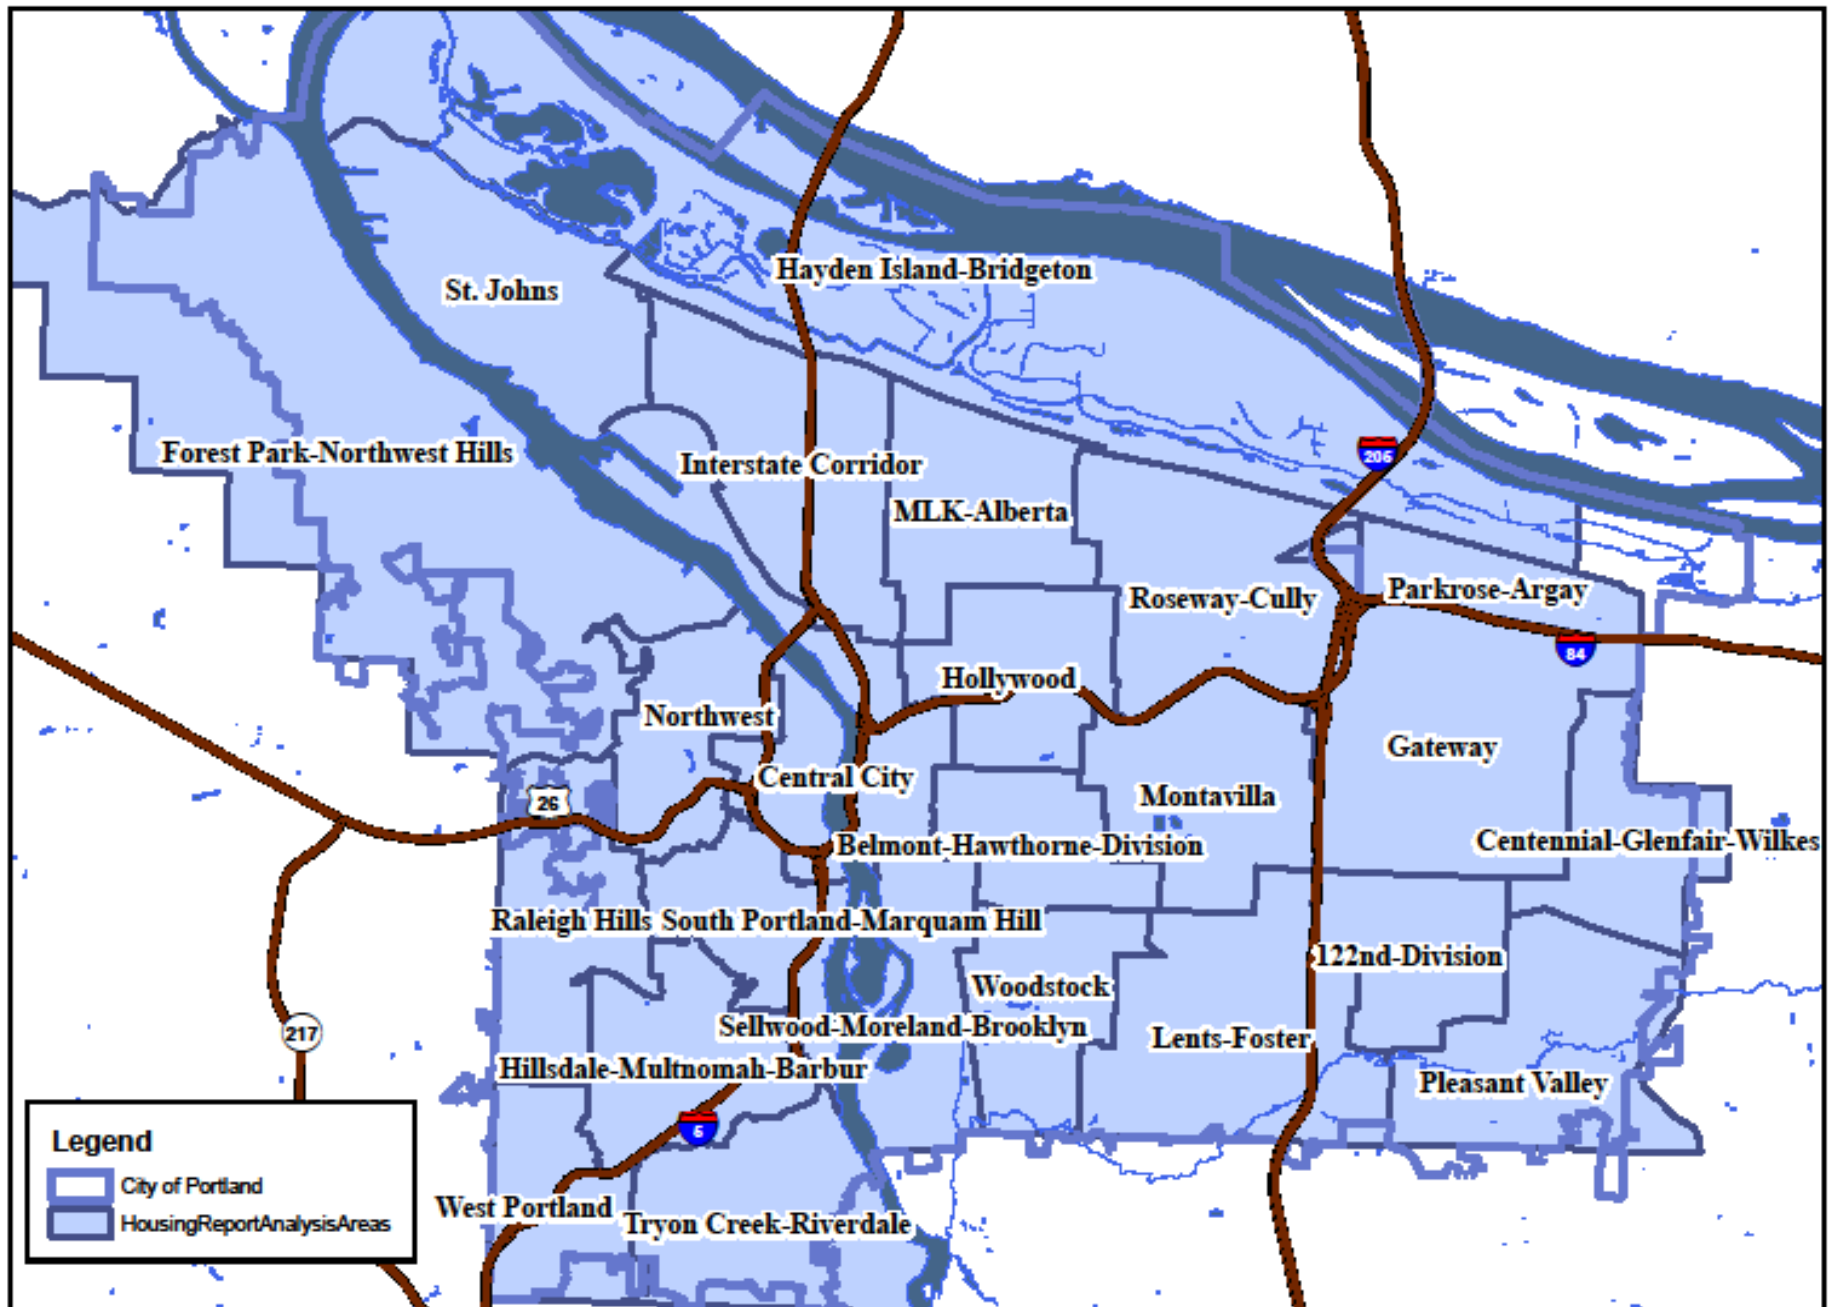 Hayden Island-Bridgeton
St. Johns
Forest Park-Northwest Hills
Interstate Corridor
206
MLK-Alberta
Roseway-Cully
Parkrose-Argay
84
Hollywood
Northwest
Gateway
Central City
26
Montavilla
Belmont-Hawthorne-Division
Centennial-Glenfair-Wilkes
Raleigh Hills
South Portland-Marquam Hill
122nd-Division
Woodstock
Sellwood-Moreland-Brooklyn
Lents-Foster
217
Hillsdale-Multnomah-Barbur
Pleasant Valley
5
West Portland
Tryon Creek-Riverdale
Legend
City of Portland
HousingReportAnalysisAreas